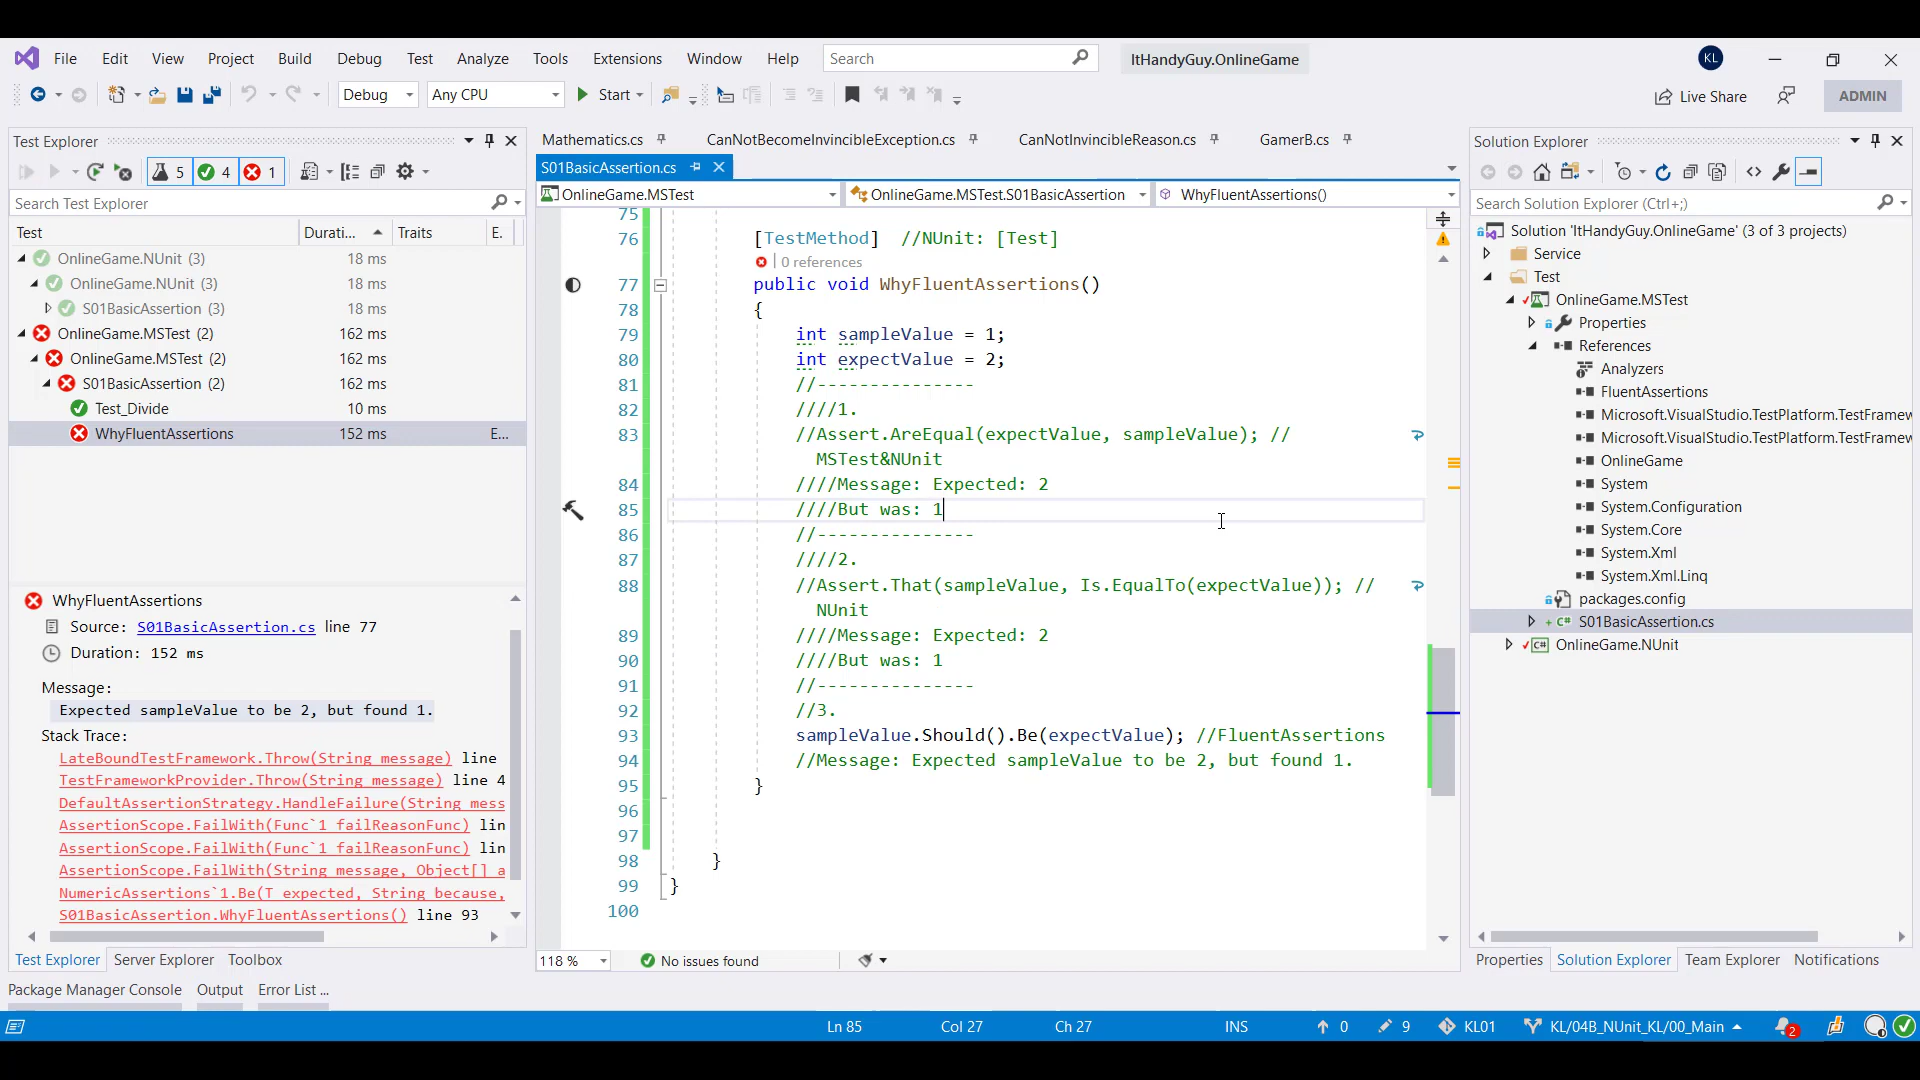 File Edit View Project Build Debug Test Analyze Tools Extensions Window Help Search ItHandyGuy.OnlineGame KL
Debug Any CPU Start Live Share ADMIN
Test Explorer
5 4 1
Search Test Explorer
Test Durati... Traits E.
OnlineGame.NUnit (3) 18 ms
OnlineGame.NUnit (3) 18 ms
S01BasicAssertion (3) 18 ms
OnlineGame.MSTest (2) 162 ms
OnlineGame.MSTest (2) 162 ms
S01BasicAssertion (2) 162 ms
Test_Divide 10 ms
WhyFluentAssertions 152 ms E...
WhyFluentAssertions
Source: S01BasicAssertion.cs line 77
Duration: 152 ms
Message:
Expected sampleValue to be 2, but found 1.
Stack Trace:
LateBoundTestFramework.Throw(String message) line
TestFrameworkProvider.Throw(String message) line 4
DefaultAssertionStrategy.HandleFailure(String mess
AssertionScope.FailWith(Func`1 failReasonFunc) lin
AssertionScope.FailWith(Func`1 failReasonFunc) lin
AssertionScope.FailWith(String message, Object[] a
NumericAssertions`1.Be(T expected, String because,
S01BasicAssertion.WhyFluentAssertions() line 93
Test Explorer Server Explorer Toolbox
Mathematics.cs CanNotBecomeInvincibleException.cs CanNotInvincibleReason.cs GamerB.cs
S01BasicAssertion.cs
OnlineGame.MSTest OnlineGame.MSTest.S01BasicAssertion WhyFluentAssertions()
75
76 [TestMethod] //NUnit: [Test]
0 references
77 public void WhyFluentAssertions()
78 {
79 int sampleValue = 1;
80 int expectValue = 2;
81 //---------------
82 ////1.
83 //Assert.AreEqual(expectValue, sampleValue); //
MSTest&NUnit
84 ////Message: Expected: 2
85 ////But was: 1
86 //---------------
87 ////2.
88 //Assert.That(sampleValue, Is.EqualTo(expectValue)); //
NUnit
89 ////Message: Expected: 2
90 ////But was: 1
91 //---------------
92 //3.
93 sampleValue.Should().Be(expectValue); //FluentAssertions
94 //Message: Expected sampleValue to be 2, but found 1.
95 }
96
97
98 }
99 }
100
118 % No issues found
Solution Explorer
Search Solution Explorer (Ctrl+;)
Solution 'ItHandyGuy.OnlineGame' (3 of 3 projects)
Service
Test
OnlineGame.MSTest
Properties
References
Analyzers
FluentAssertions
Microsoft.VisualStudio.TestPlatform.TestFramew
Microsoft.VisualStudio.TestPlatform.TestFramew
OnlineGame
System
System.Configuration
System.Core
System.Xml
System.Xml.Linq
packages.config
S01BasicAssertion.cs
OnlineGame.NUnit
Properties Solution Explorer Team Explorer Notifications
Package Manager Console Output Error List ...
Ln 85 Col 27 Ch 27 INS 0 9 KL01 KL/04B_NUnit_KL/00_Main 2